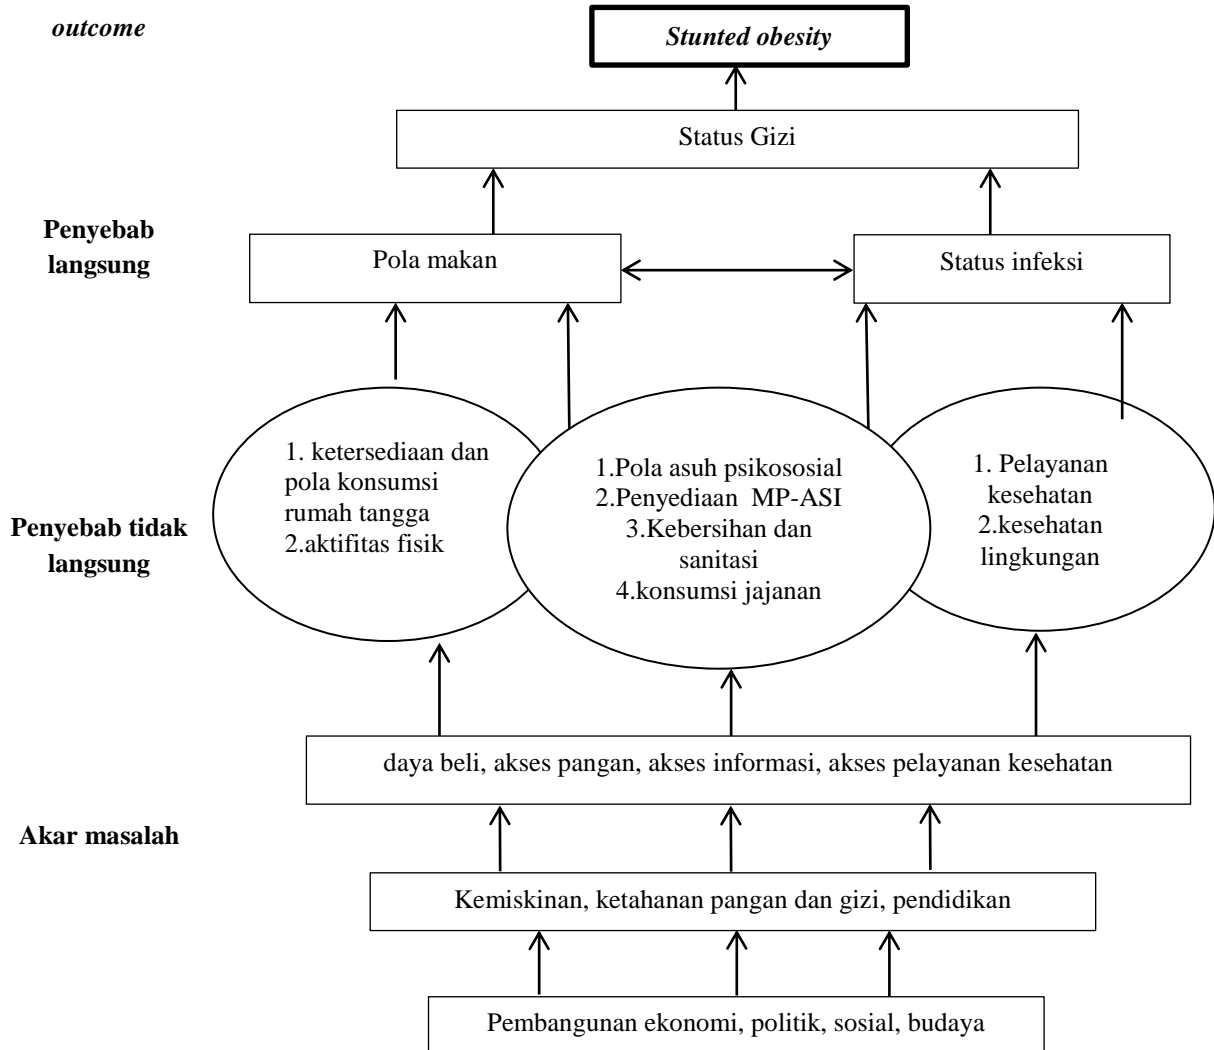 outcome
Stunted obesity
Status Gizi
Penyebab
langsung
Pola makan
Status infeksi
Penyebab tidak
langsung
1. ketersediaan dan
pola konsumsi
rumah tangga
2.aktifitas fisik
1.Pola asuh psikososial
2.Penyediaan MP-ASI
3.Kebersihan dan
sanitasi
4.konsumsi jajanan
1. Pelayanan
kesehatan
2.kesehatan
lingkungan
daya beli, akses pangan, akses informasi, akses pelayanan kesehatan
Akar masalah
Kemiskinan, ketahanan pangan dan gizi, pendidikan
Pembangunan ekonomi, politik, sosial, budaya